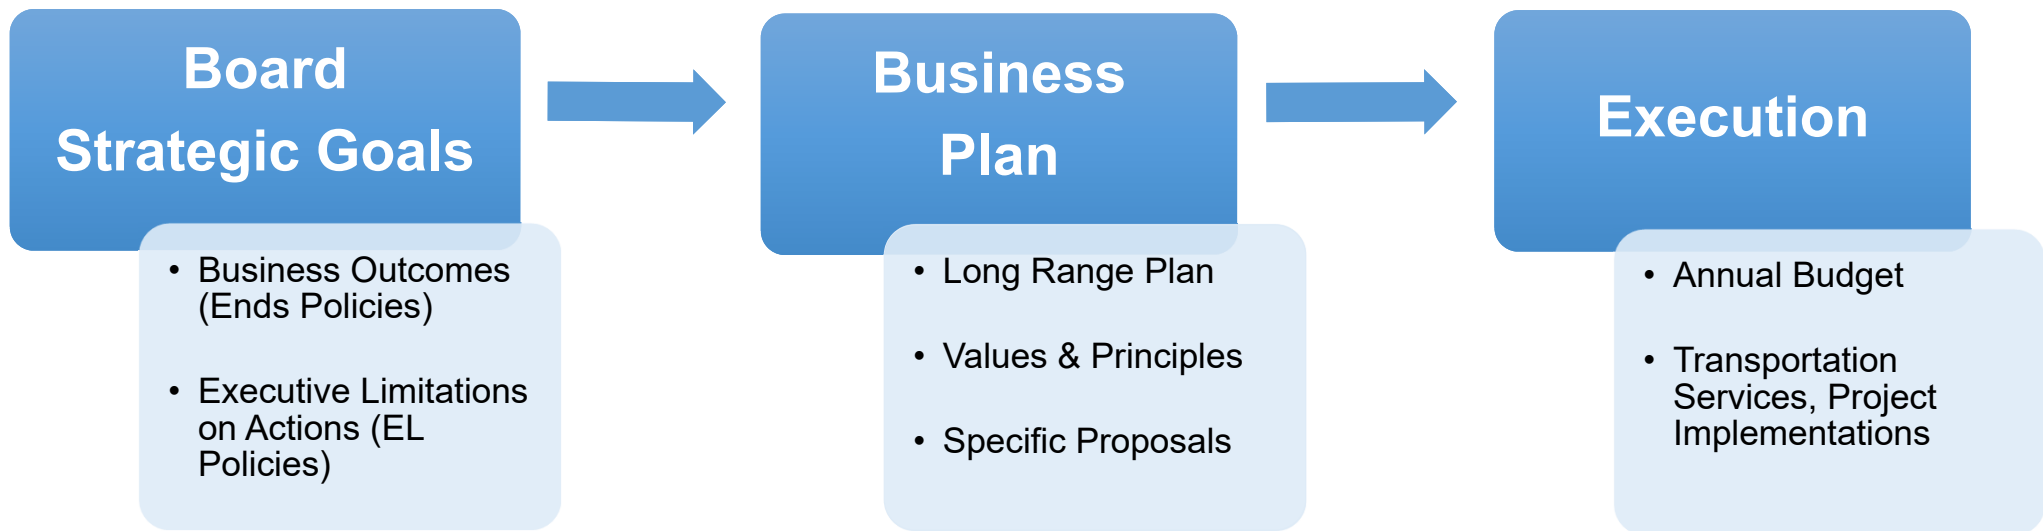 Board
Strategic Goals
• Business Outcomes
(Ends Policies)
• Executive Limitations
on Actions (EL
Policies)
Business
Plan
• Long Range Plan
• Values & Principles
• Specific Proposals
Execution
• Annual Budget
• Transportation
Services, Project
Implementations